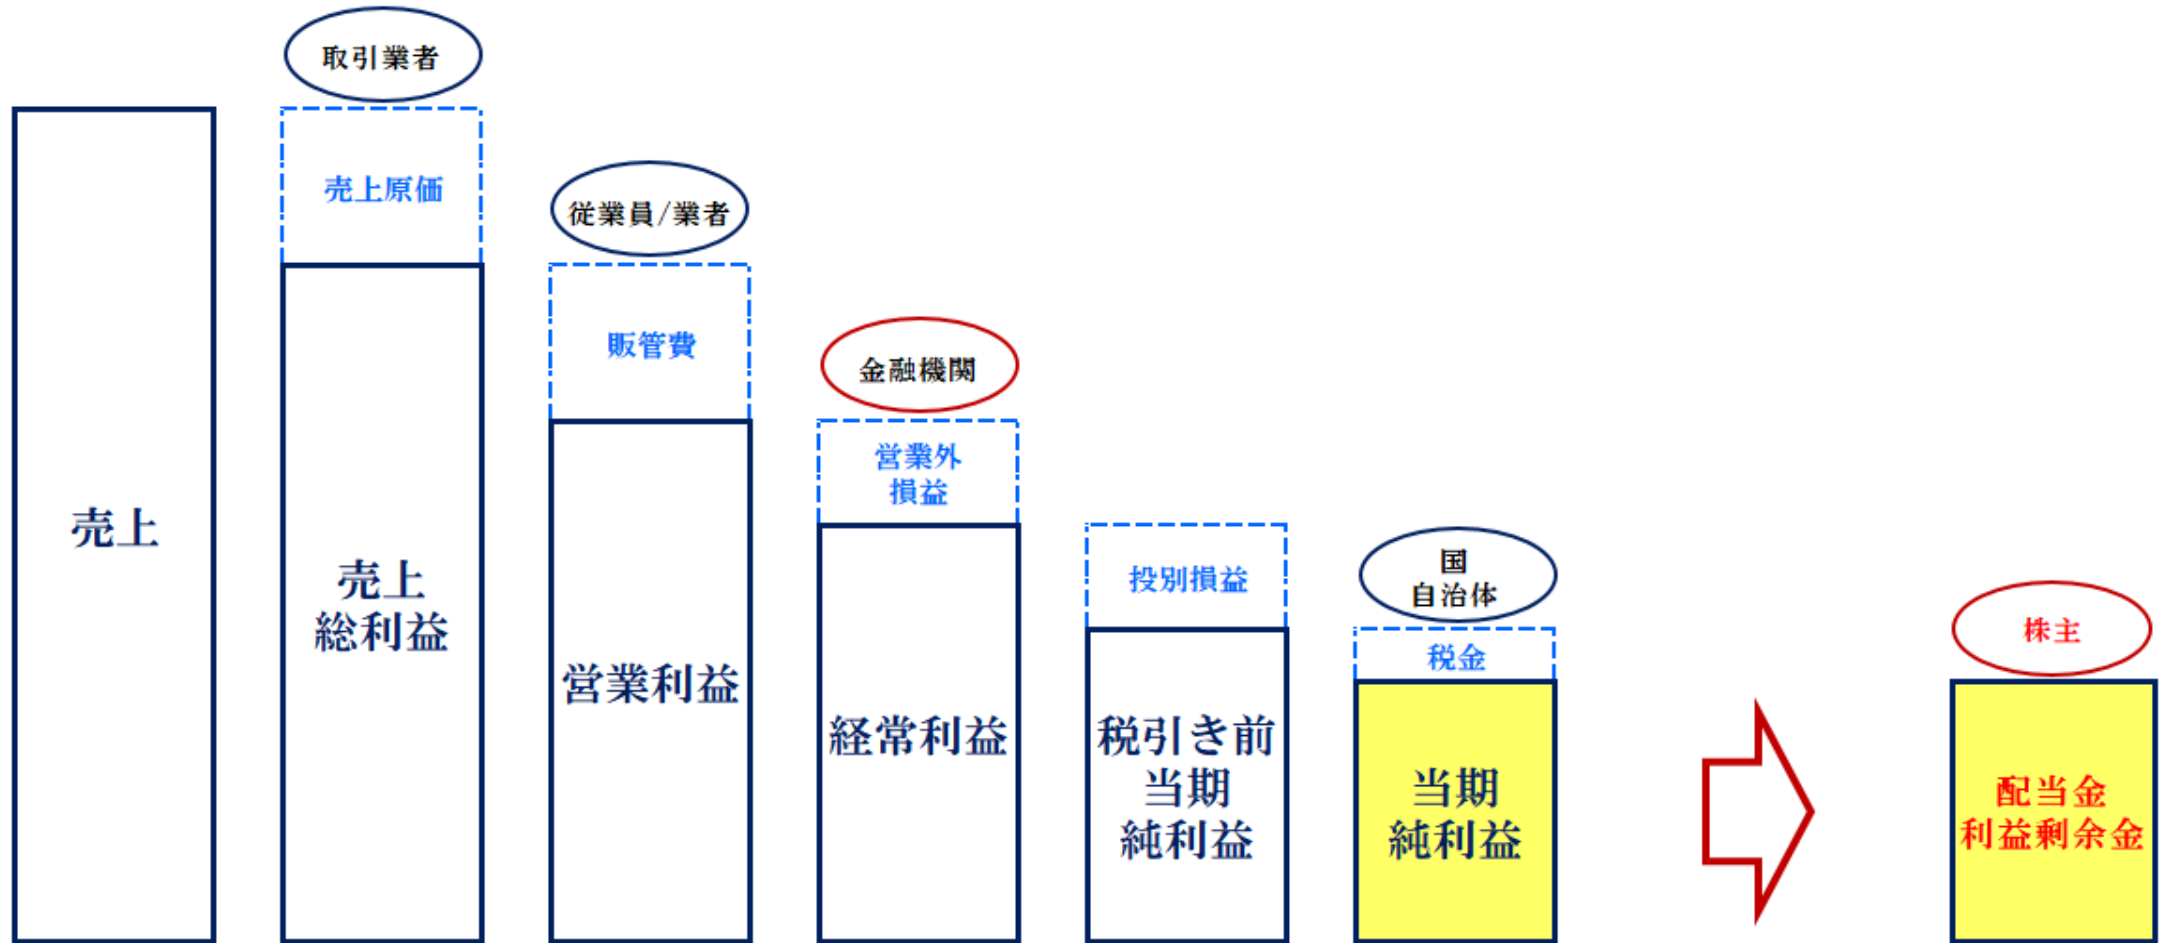 取引業者
売上原価
売上
売上
総利益
従業員/業者
販管費
営業利益
金融機関
営業外
損益
経常利益
投別損益
税引き前
当期
純利益
国
自治体
税金
当期
純利益
株主
配当金
利益剰余金